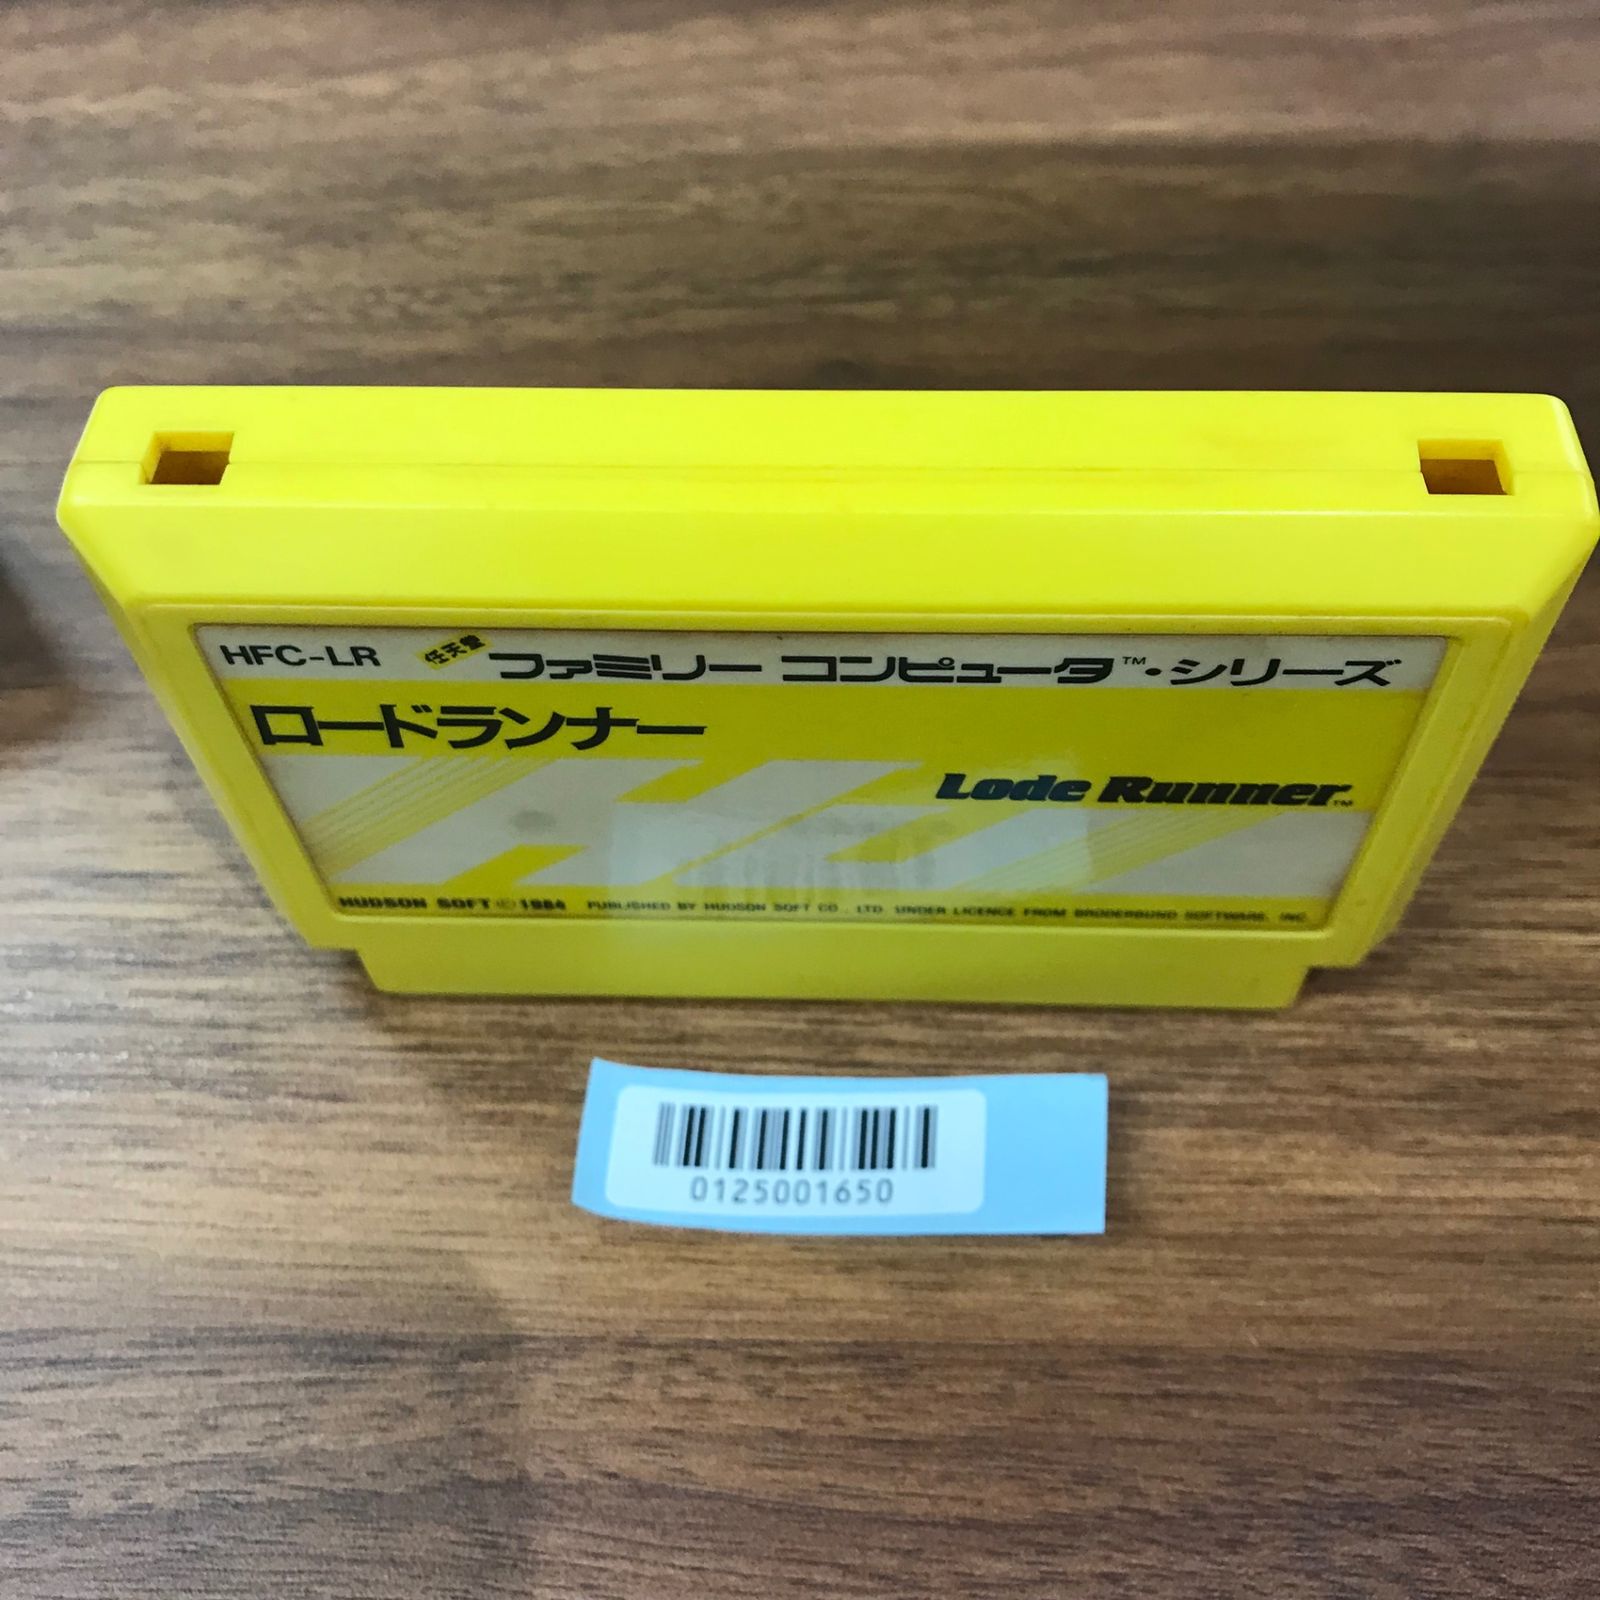 HFC-LR 任天堂 ファミリー コンピュータ™・シリーズ
ロードランナー
Lode Runner™
HUDSON SOFT © 1984 PUBLISHED BY HUDSON SOFT CO., LTD. UNDER LICENCE FROM BRODERBUND SOFTWARE, INC.
0125001650